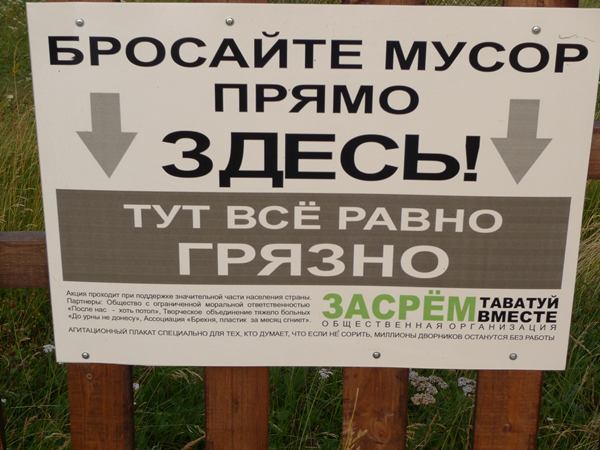 БРОСАЙТЕ МУСОР
ПРЯМО
ЗДЕСЬ!
ТУТ ВСЁ РАВНО
ГРЯЗНО
Акция проходит при поддержке значительной части населения страны.
Партнеры: Общество с ограниченной моральной ответственностью
«После нас - хоть потоп», Творческое объединение тяжело больных
«До урны не донесу», Ассоциация «Брехня, пластик за месяц сгниет».
ЗАСРЁМ ТАВАТУЙ ВМЕСТЕ
ОБЩЕСТВЕННАЯ ОРГАНИЗАЦИЯ
АГИТАЦИОННЫЙ ПЛАКАТ СПЕЦИАЛЬНО ДЛЯ ТЕХ, КТО ДУМАЕТ, ЧТО ЕСЛИ НЕ СОРИТЬ, МИЛЛИОНЫ ДВОРНИКОВ ОСТАНУТСЯ БЕЗ РАБОТЫ